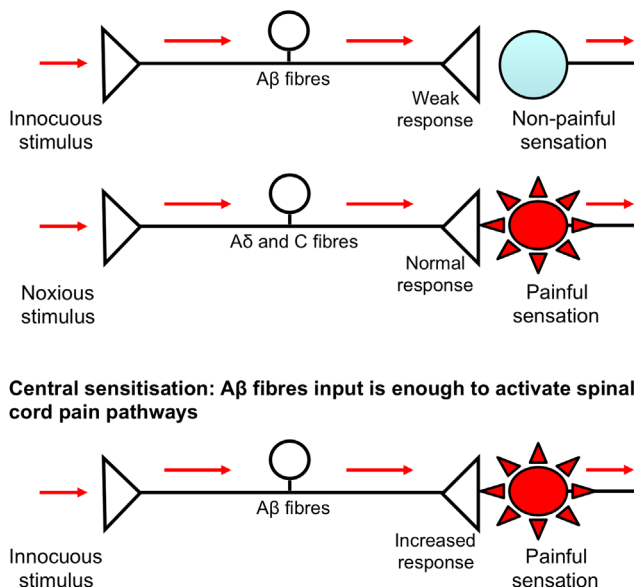 Aβ fibres
Innocuous
stimulus
Weak
response
Non-painful
sensation
Aδ and C fibres
Noxious
stimulus
Normal
response
Painful
sensation
Central sensitisation: Aβ fibres input is enough to activate spinal
cord pain pathways
Aβ fibres
Innocuous
stimulus
Increased
response
Painful
sensation